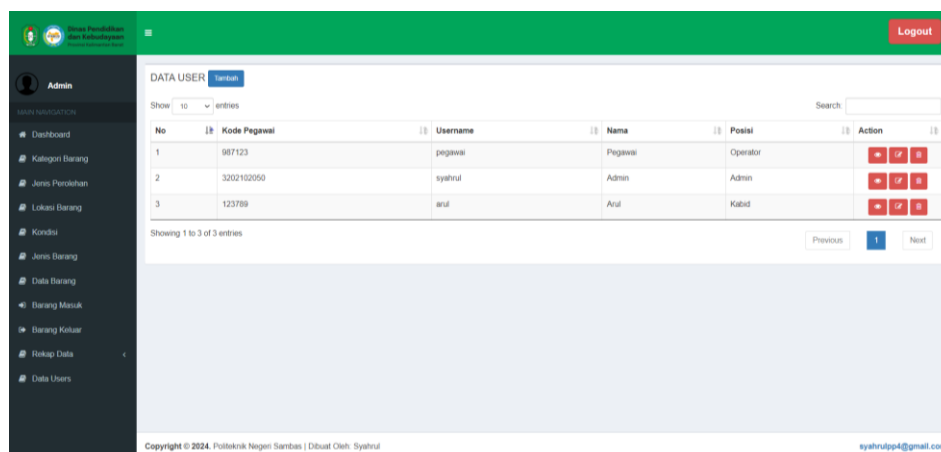 Dinas Pendidikan
dan Kebudayaan
Provinsi Kalimantan Barat
Logout
Admin
MAIN NAVIGATION
Dashboard
Kategori Barang
Jenis Perolehan
Lokasi Barang
Kondisi
Jenis Barang
Data Barang
Barang Masuk
Barang Keluar
Rekap Data
Data Users
DATA USER Tambah
Show 10 entries Search:
No Kode Pegawai Username Nama Posisi Action
1 987123 pegawai Pegawai Operator
2 3202102050 syahrul Admin Admin
3 123789 arul Arul Kabid
Showing 1 to 3 of 3 entries Previous 1 Next
Copyright © 2024. Politeknik Negeri Sambas | Dibuat Oleh: Syahrul syahrulpp4@gmail.co